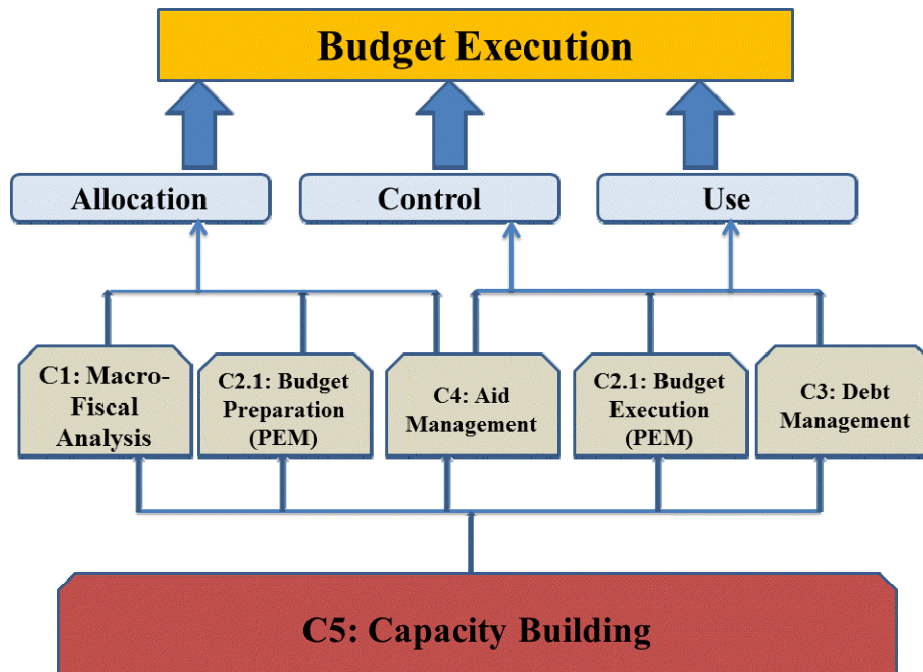 Budget Execution
Allocation
Control
Use
C1: Macro-
Fiscal
Analysis
C2.1: Budget
Preparation
(PEM)
C4: Aid
Management
C2.1: Budget
Execution
(PEM)
C3: Debt
Management
C5: Capacity Building